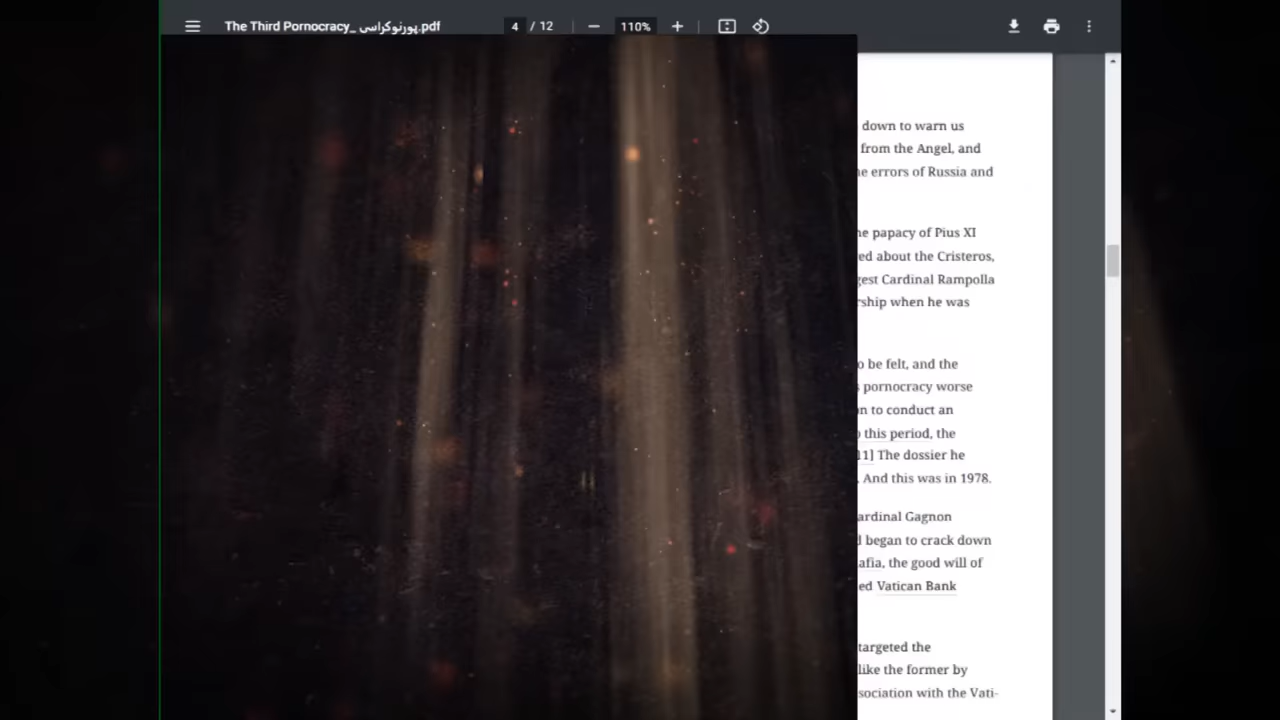 The Third Pornocracy_ پورنوکراسی.pdf
4 / 12
110%
down to warn us
from the Angel, and
he errors of Russia and
he papacy of Pius XI
ed about the Cristeros,
gest Cardinal Rampolla
rship when he was
o be felt, and the
s pornocracy worse
on to conduct an
o this period, the
11] The dossier he
. And this was in 1978.
ardinal Gagnon
d began to crack down
afia, the good will of
ed Vatican Bank
targeted the
like the former by
sociation with the Vati-